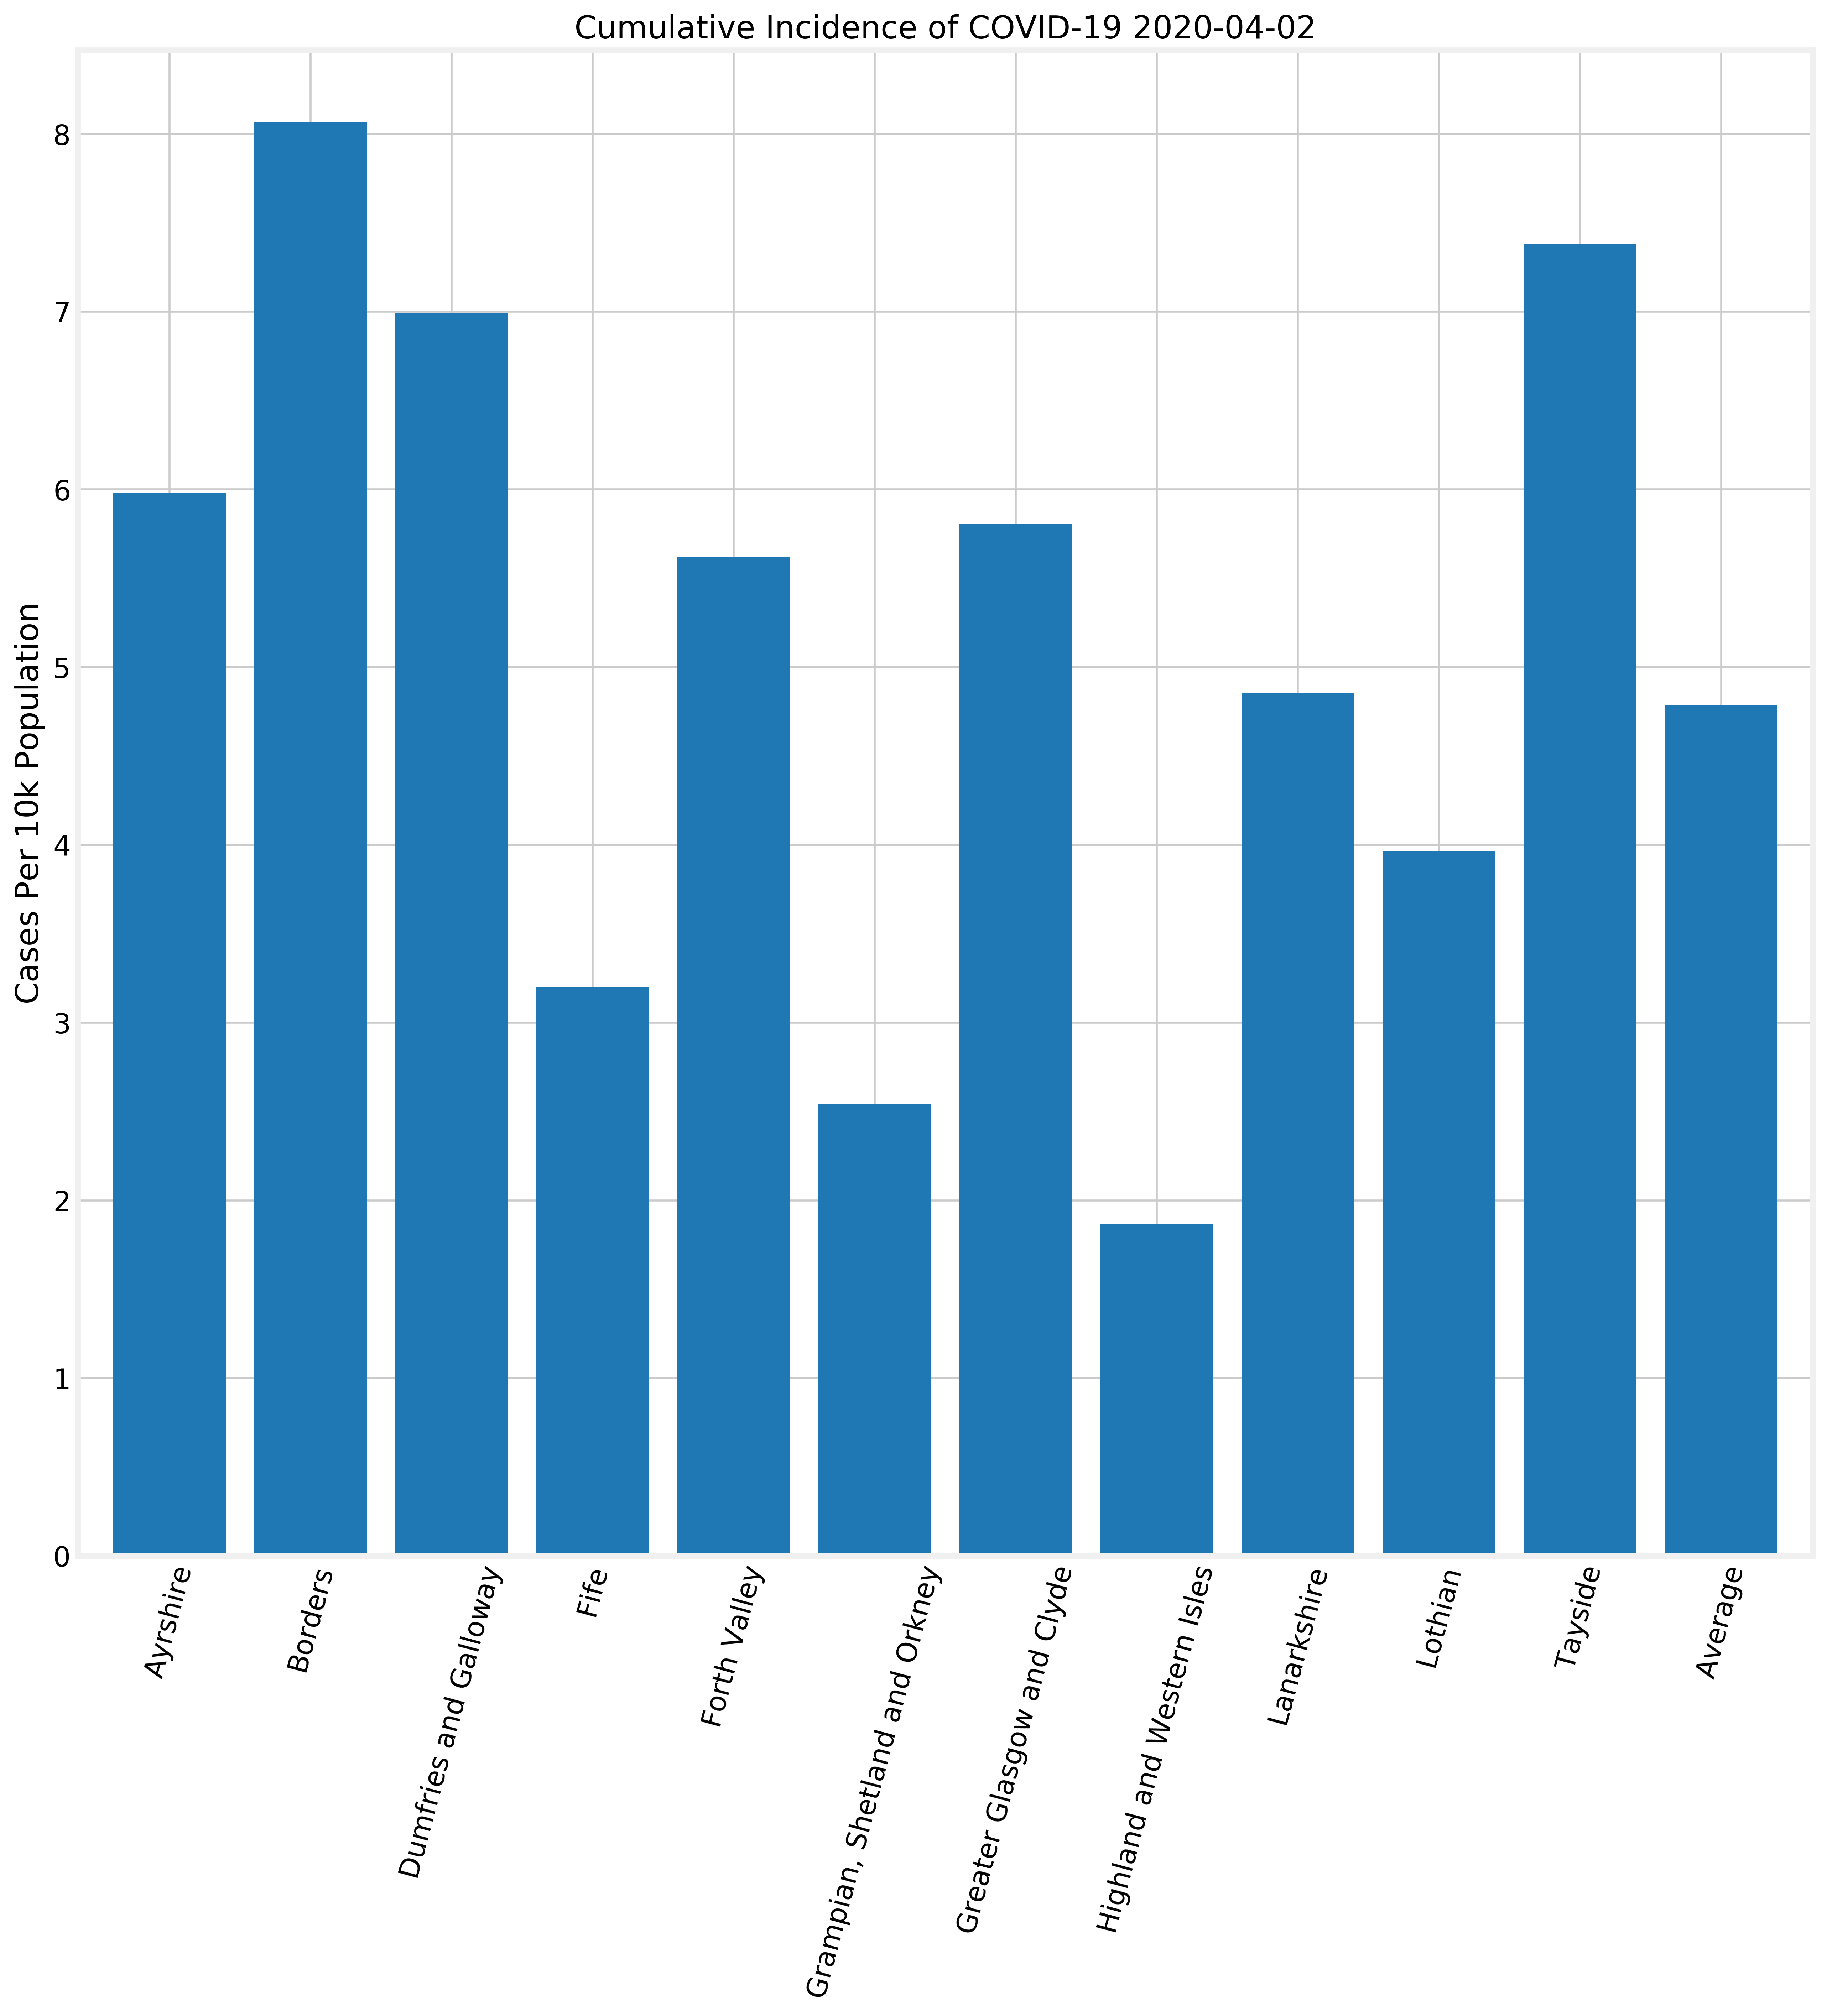 Cumulative Incidence of COVID-19 2020-04-02
Cases Per 10k Population
8
7
6
5
4
3
2
1
0
Ayrshire
Borders
Dumfries and Galloway
Fife
Forth Valley
Grampian, Shetland and Orkney
Greater Glasgow and Clyde
Highland and Western Isles
Lanarkshire
Lothian
Tayside
Average